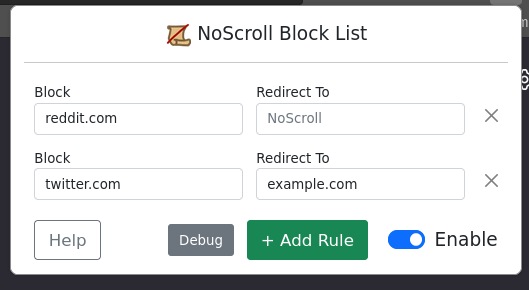 NoScroll Block List
Block Redirect To
reddit.com NoScroll
Block Redirect To
twitter.com example.com
Help Debug + Add Rule Enable